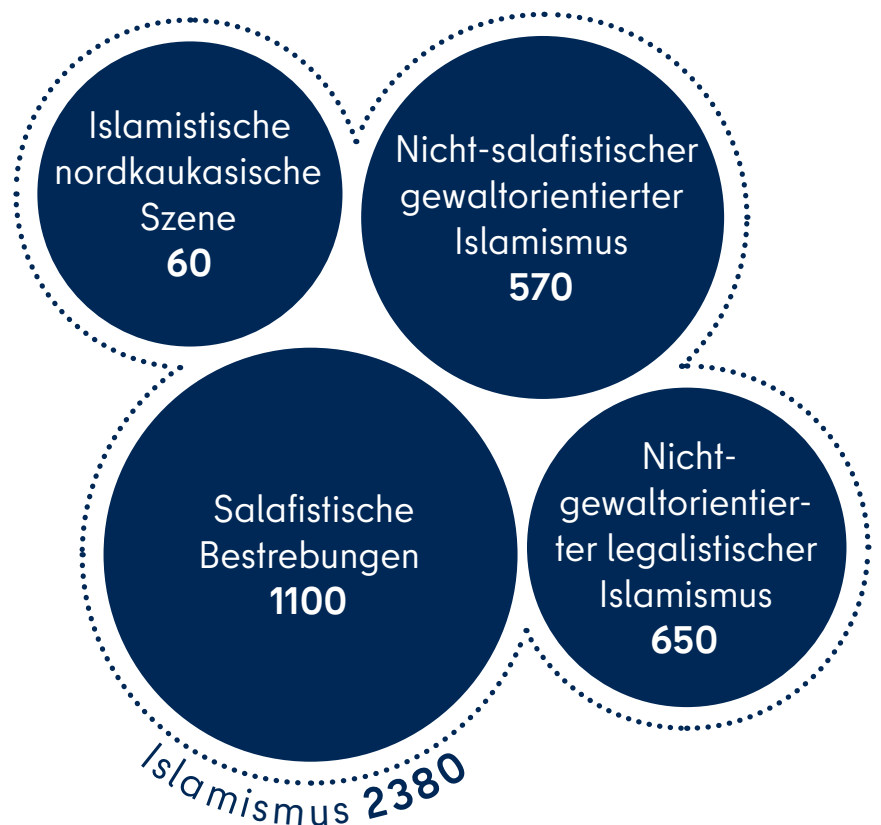 Islamistische
nordkaukasische
Szene
60
Nicht-salafistischer
gewaltorientierter
Islamismus
570
Salafistische
Bestrebungen
1100
Nicht-
gewaltorientier-
ter legalistischer
Islamismus
650
Islamismus 2380